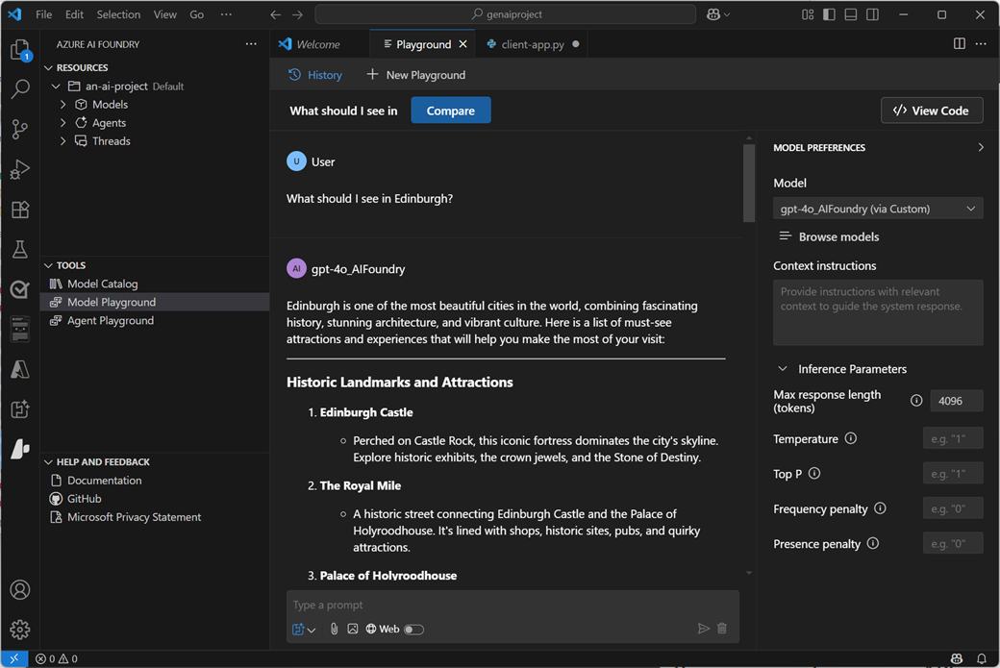 File Edit Selection View Go ··· genaiproject
AZURE AI FOUNDRY ···
RESOURCES
an-ai-project Default
Models
Agents
Threads
TOOLS
Model Catalog
Model Playground
Agent Playground
HELP AND FEEDBACK
Documentation
GitHub
Microsoft Privacy Statement
1
Welcome Playground client-app.py
History New Playground
What should I see in Compare View Code
U User
What should I see in Edinburgh?
AI gpt-4o_AIFoundry
Edinburgh is one of the most beautiful cities in the world, combining fascinating
history, stunning architecture, and vibrant culture. Here is a list of must-see
attractions and experiences that will help you make the most of your visit:
Historic Landmarks and Attractions
1. Edinburgh Castle
Perched on Castle Rock, this iconic fortress dominates the city's skyline.
Explore historic exhibits, the crown jewels, and the Stone of Destiny.
2. The Royal Mile
A historic street connecting Edinburgh Castle and the Palace of
Holyroodhouse. It's lined with shops, historic sites, pubs, and quirky
attractions.
3. Palace of Holyroodhouse
Type a prompt
Web
MODEL PREFERENCES
Model
gpt-4o_AIFoundry (via Custom)
Browse models
Context instructions
Provide instructions with relevant
context to guide the system response.
Inference Parameters
Max response length
(tokens) 4096
Temperature e.g. "1"
Top P e.g. "1"
Frequency penalty e.g. "0"
Presence penalty e.g. "0"
0 0